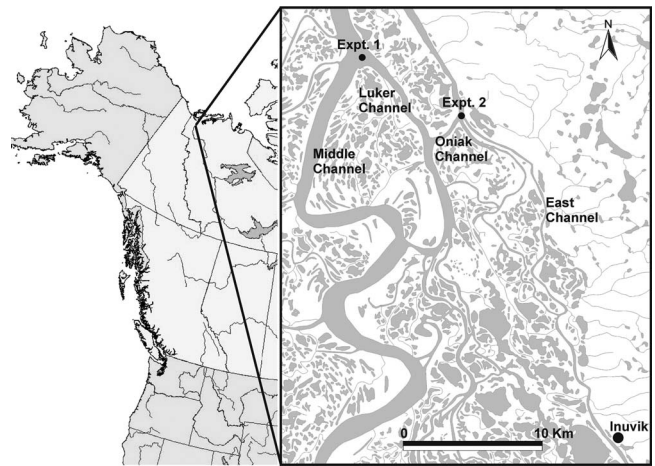 N
Expt. 1
Luker
Channel
Expt. 2
Oniak
Channel
Middle
Channel
East
Channel
Inuvik
0 10 Km